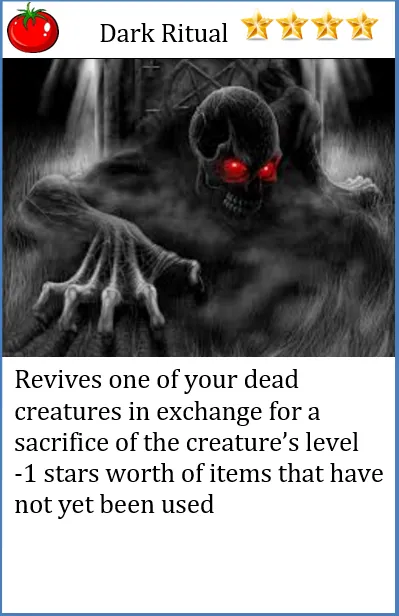 Dark Ritual
Revives one of your dead
creatures in exchange for a
sacrifice of the creature’s level
-1 stars worth of items that have
not yet been used